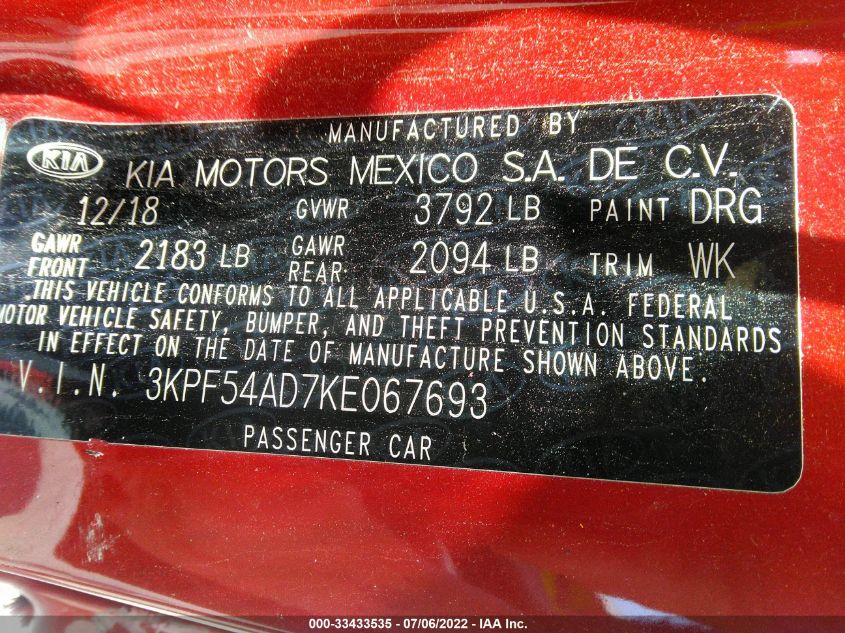 MANUFACTURED BY
KIA KIA MOTORS MEXICO S.A. DE C.V.
12/18 GVWR 3792 LB PAINT DRG
GAWR FRONT 2183 LB GAWR REAR: 2094 LB TRIM WK
THIS VEHICLE CONFORMS TO ALL APPLICABLE U.S.A. FEDERAL
MOTOR VEHICLE SAFETY, BUMPER, AND THEFT PREVENTION STANDARDS
IN EFFECT ON THE DATE OF MANUFACTURE SHOWN ABOVE.
V.I.N. 3KPF54AD7KE067693
PASSENGER CAR
000-33433535 - 07/06/2022 - IAA Inc.